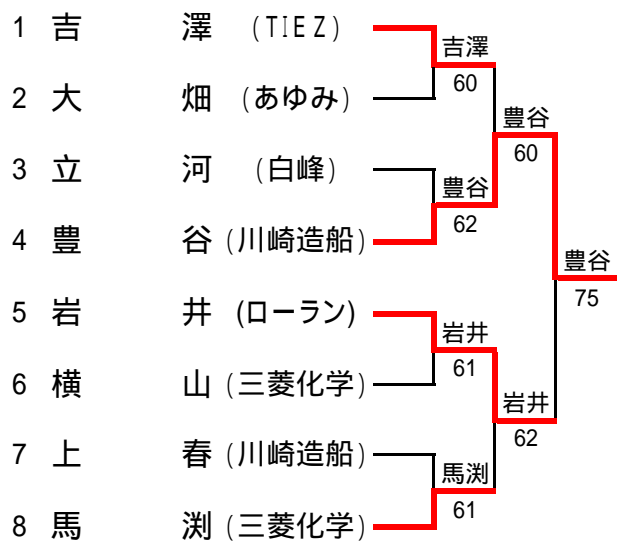 1 吉 澤 (TIEZ)
吉澤
60
2 大 畑 (あゆみ)
豊谷
60
3 立 河 (白峰)
豊谷
62
4 豊 谷 (川崎造船)
豊谷
75
5 岩 井 (ローラン)
岩井
61
6 横 山 (三菱化学)
岩井
62
7 上 春 (川崎造船)
馬渕
61
8 馬 渕 (三菱化学)